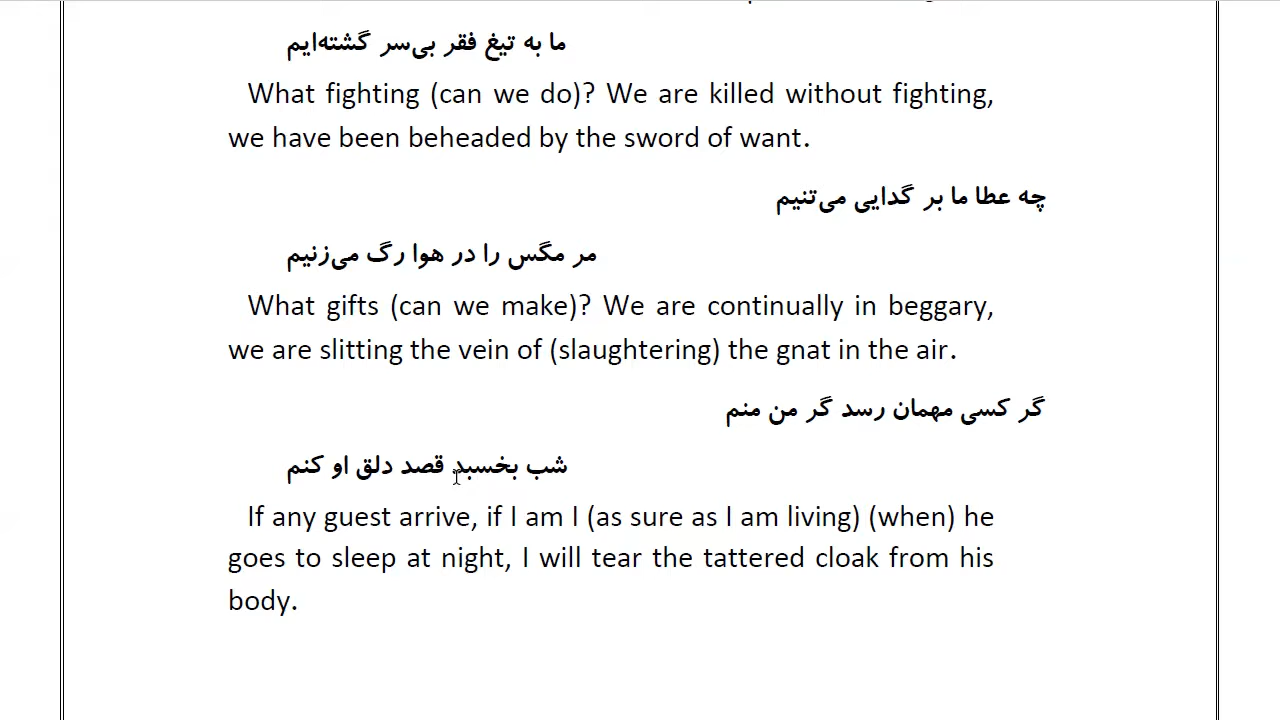 ما به تیغ فقر بی‌سر گشته‌ایم
What fighting (can we do)? We are killed without fighting,
we have been beheaded by the sword of want.
چه عطا ما بر گدایی می‌تنیم
مر مگس را در هوا رگ می‌زنیم
What gifts (can we make)? We are continually in beggary,
we are slitting the vein of (slaughtering) the gnat in the air.
گر کسی مهمان رسد گر من منم
شب بخسبد قصد دلق او کنم
If any guest arrive, if I am I (as sure as I am living) (when) he
goes to sleep at night, I will tear the tattered cloak from his
body.